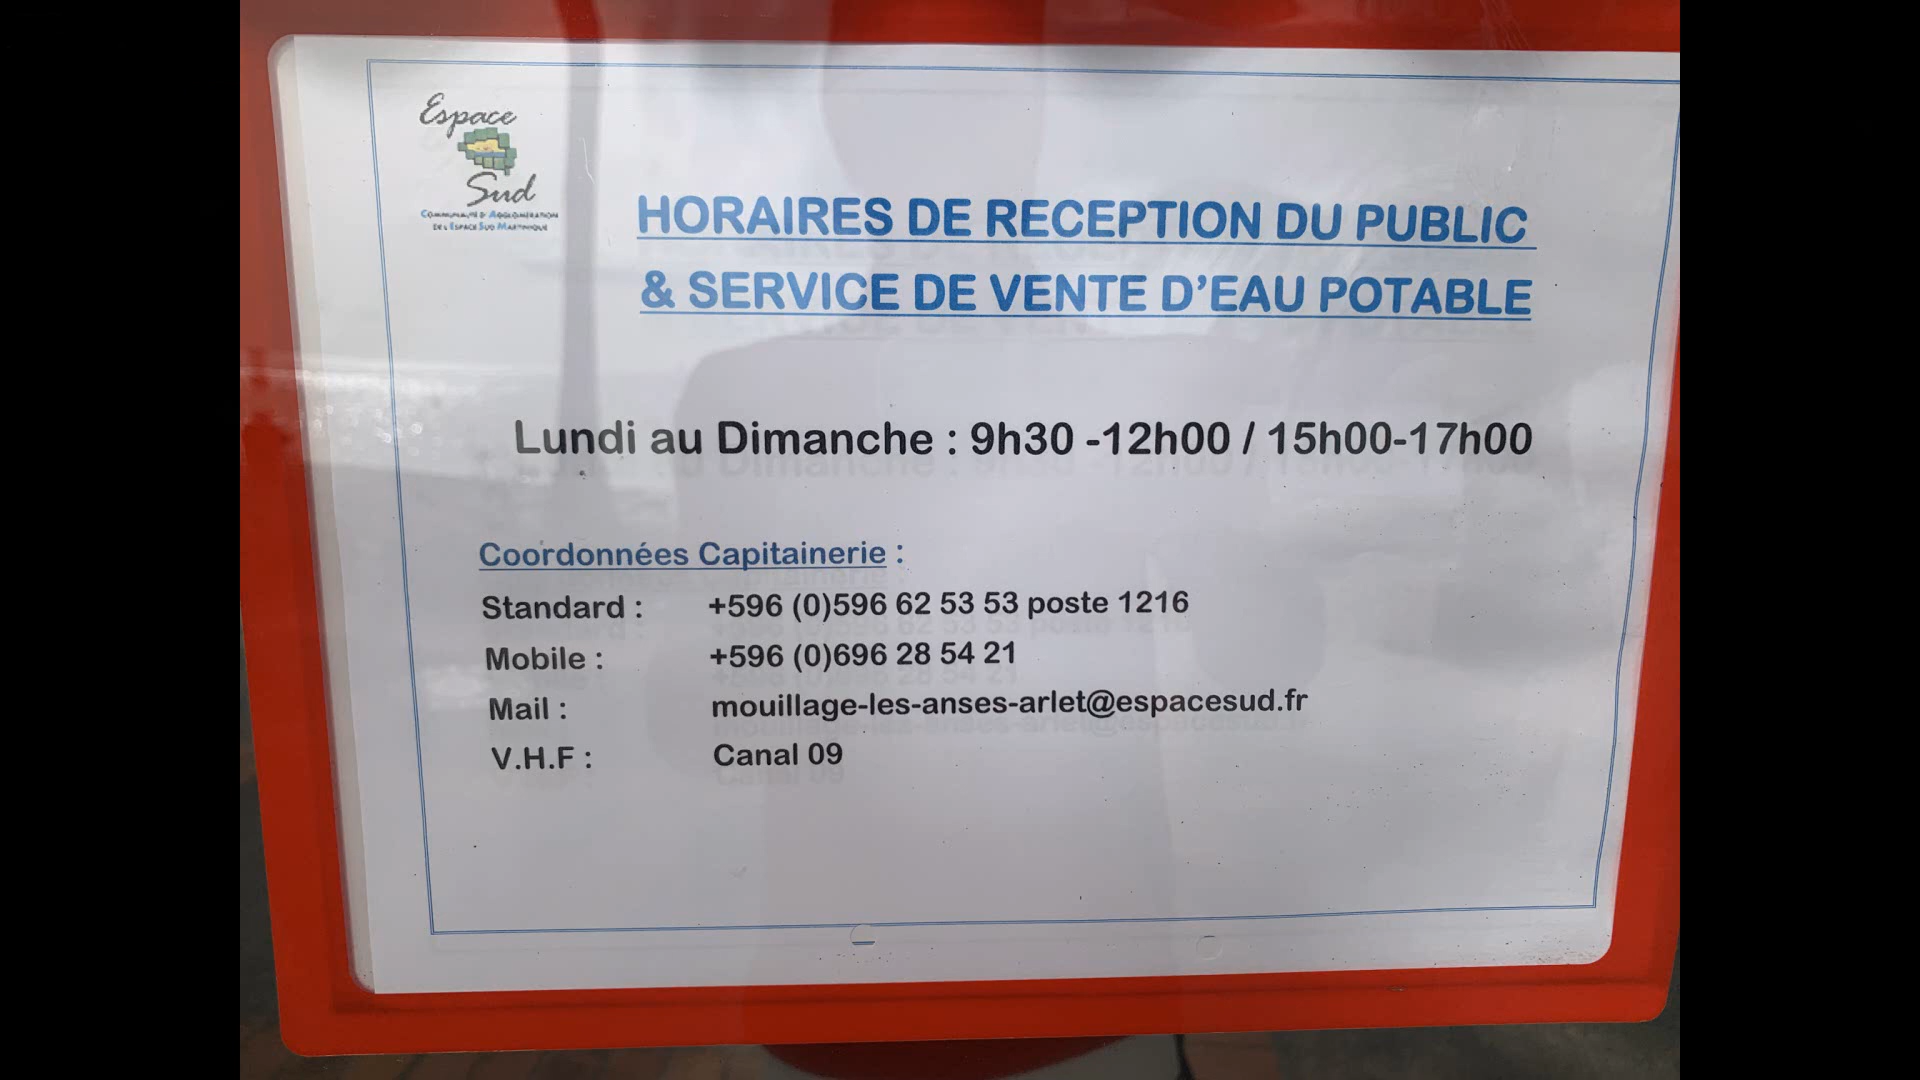 Espace
Sud
COMMUNAUTÉ D'AGGLOMÉRATION
DE L'ESPACE SUD MARTINIQUE
HORAIRES DE RECEPTION DU PUBLIC
& SERVICE DE VENTE D'EAU POTABLE
Lundi au Dimanche : 9h30 -12h00 / 15h00-17h00
Coordonnées Capitainerie :
Standard : +596 (0)596 62 53 53 poste 1216
Mobile : +596 (0)696 28 54 21
Mail : mouillage-les-anses-arlet@espacesud.fr
V.H.F : Canal 09